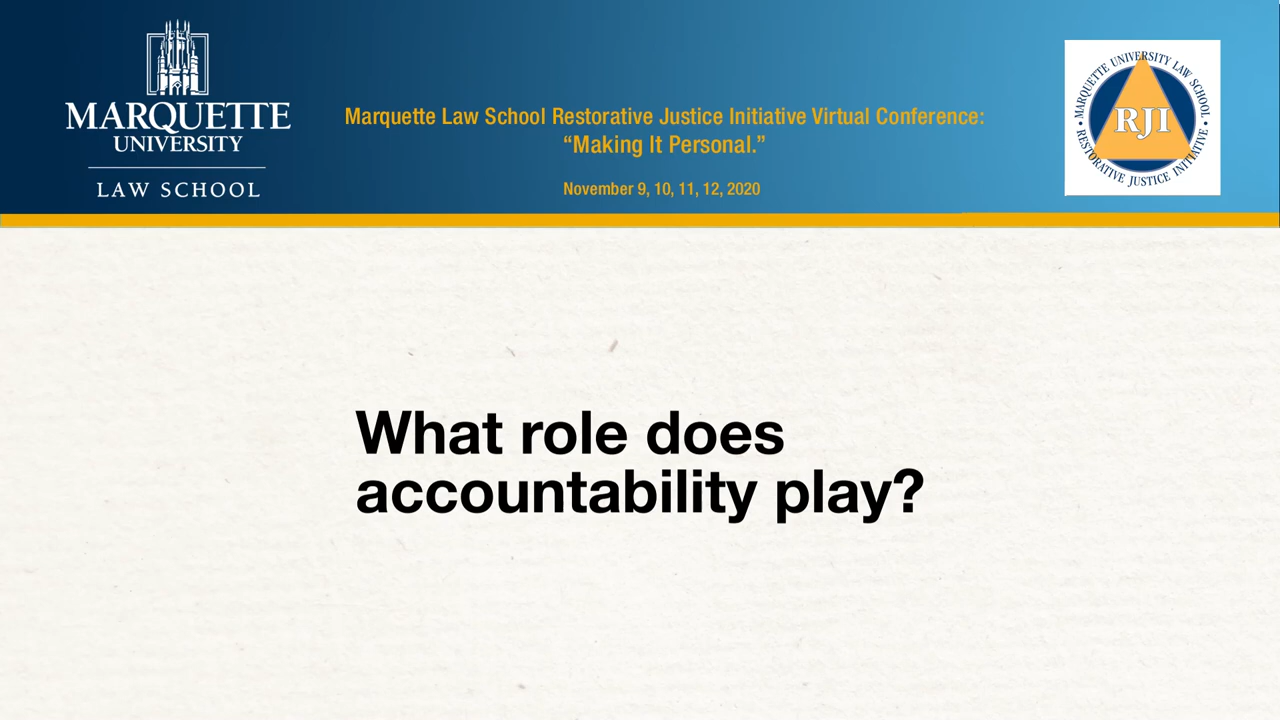 MARQUETTE
UNIVERSITY
LAW SCHOOL
Marquette Law School Restorative Justice Initiative Virtual Conference:
“Making It Personal.”
November 9, 10, 11, 12, 2020
• MARQUETTE UNIVERSITY LAW SCHOOL •
RJI
RESTORATIVE JUSTICE INITIATIVE
What role does
accountability play?